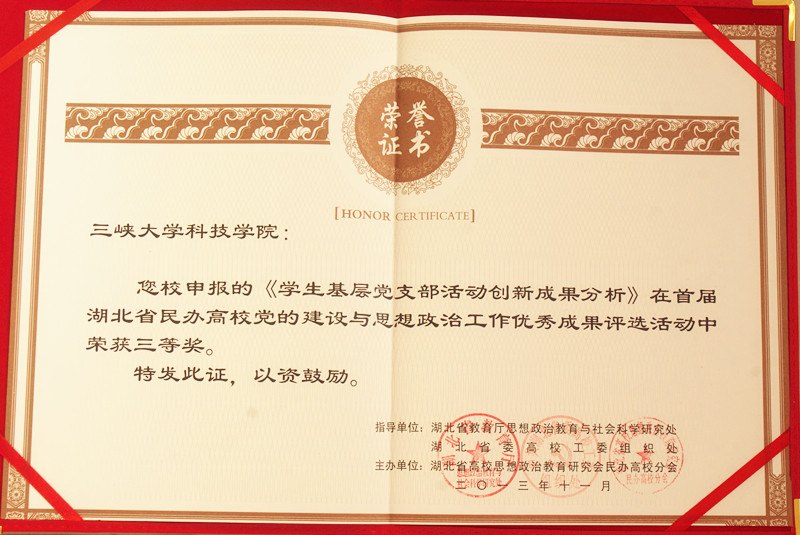 荣誉
证书
[HONOR CERTIFICATE]
三峡大学科技学院：
您校申报的《学生基层党支部活动创新成果分析》在首届
湖北省民办高校党的建设与思想政治工作优秀成果评选活动中
荣获三等奖。
特发此证，以资鼓励。
指导单位：湖北省教育厅思想政治教育与社会科学研究处
湖北省委高校工委组织处
主办单位：湖北省高校思想政治教育研究会民办高校分会
二〇一三年十一月
民办高校分会